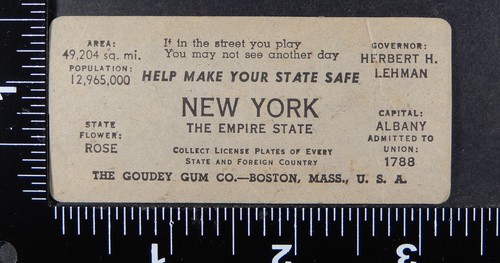 AREA:
49,204 sq. mi.
POPULATION:
12,965,000
If in the street you play
You may not see another day
HELP MAKE YOUR STATE SAFE
GOVERNOR:
HERBERT H.
LEHMAN
NEW YORK
THE EMPIRE STATE
STATE
FLOWER:
ROSE
CAPITAL:
ALBANY
ADMITTED TO
UNION:
1788
COLLECT LICENSE PLATES OF EVERY
STATE AND FOREIGN COUNTRY
THE GOUDEY GUM CO.—BOSTON, MASS., U. S. A.
1
1 2 3